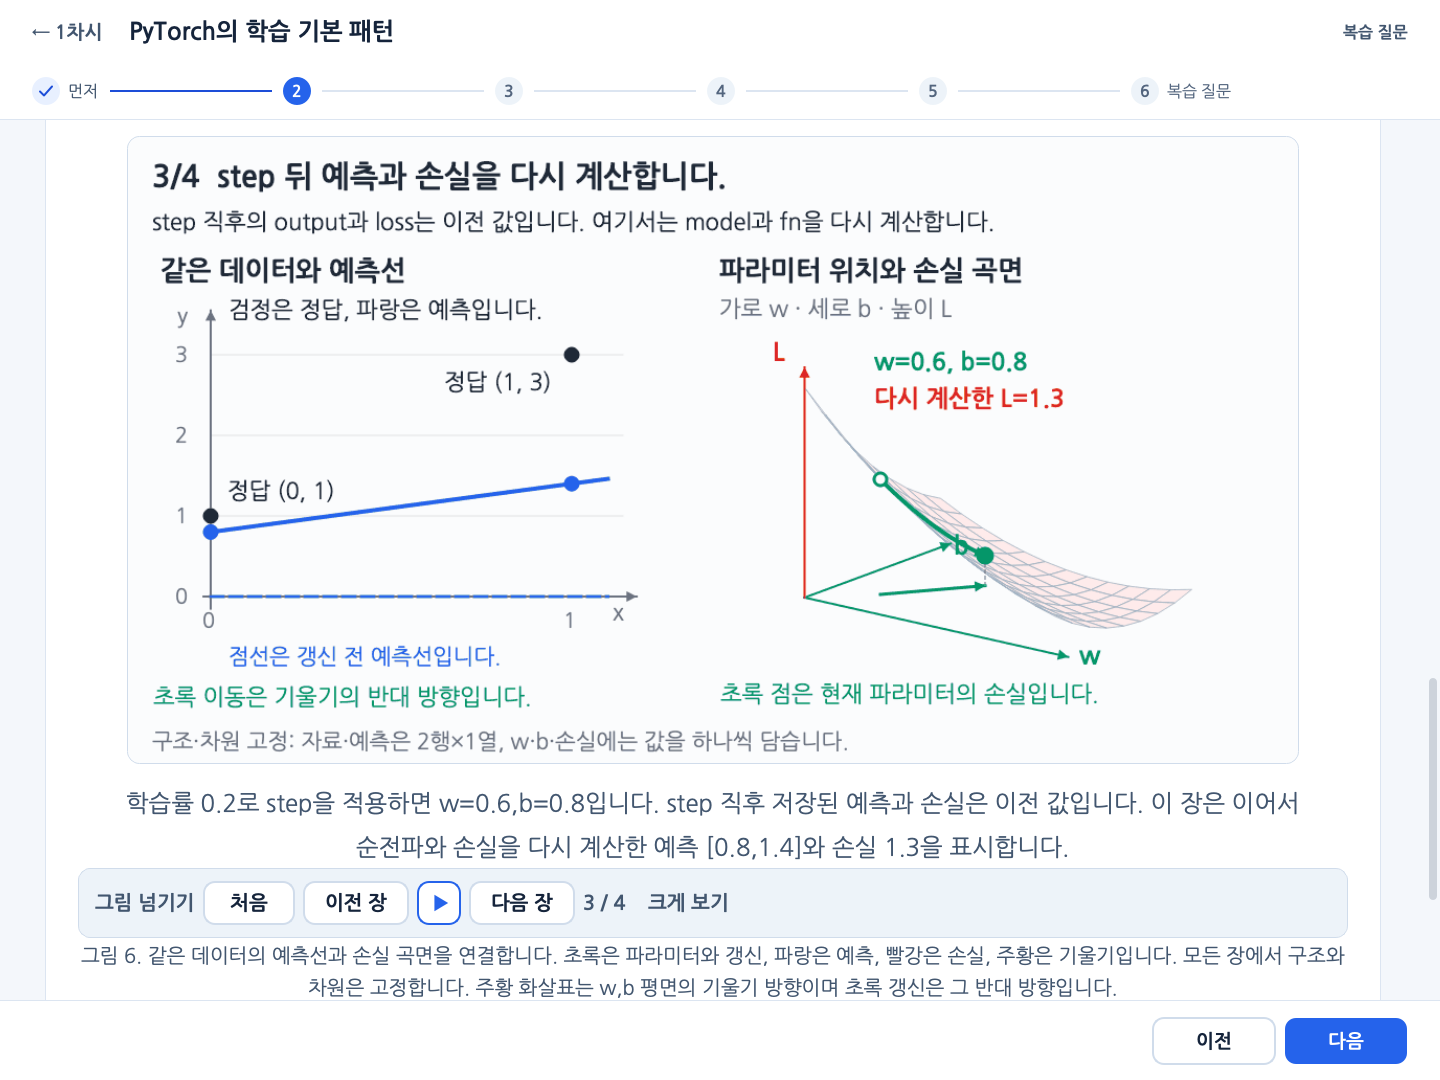 ← 1차시 PyTorch의 학습 기본 패턴 복습 질문
먼저 2 3 4 5 6 복습 질문
3/4 step 뒤 예측과 손실을 다시 계산합니다.
step 직후의 output과 loss는 이전 값입니다. 여기서는 model과 fn을 다시 계산합니다.
같은 데이터와 예측선
y 검정은 정답, 파랑은 예측입니다.
3
정답 (1, 3)
2
정답 (0, 1)
1
0
0 1 x
점선은 갱신 전 예측선입니다.
초록 이동은 기울기의 반대 방향입니다.
파라미터 위치와 손실 곡면
가로 w · 세로 b · 높이 L
L
w=0.6, b=0.8
다시 계산한 L=1.3
b
w
초록 점은 현재 파라미터의 손실입니다.
구조·차원 고정: 자료·예측은 2행×1열, w·b·손실에는 값을 하나씩 담습니다.
학습률 0.2로 step을 적용하면 w=0.6,b=0.8입니다. step 직후 저장된 예측과 손실은 이전 값입니다. 이 장은 이어서
순전파와 손실을 다시 계산한 예측 [0.8,1.4]와 손실 1.3을 표시합니다.
그림 넘기기 처음 이전 장 다음 장 3 / 4 크게 보기
그림 6. 같은 데이터의 예측선과 손실 곡면을 연결합니다. 초록은 파라미터와 갱신, 파랑은 예측, 빨강은 손실, 주황은 기울기입니다. 모든 장에서 구조와
차원은 고정합니다. 주황 화살표는 w,b 평면의 기울기 방향이며 초록 갱신은 그 반대 방향입니다.
이전 다음